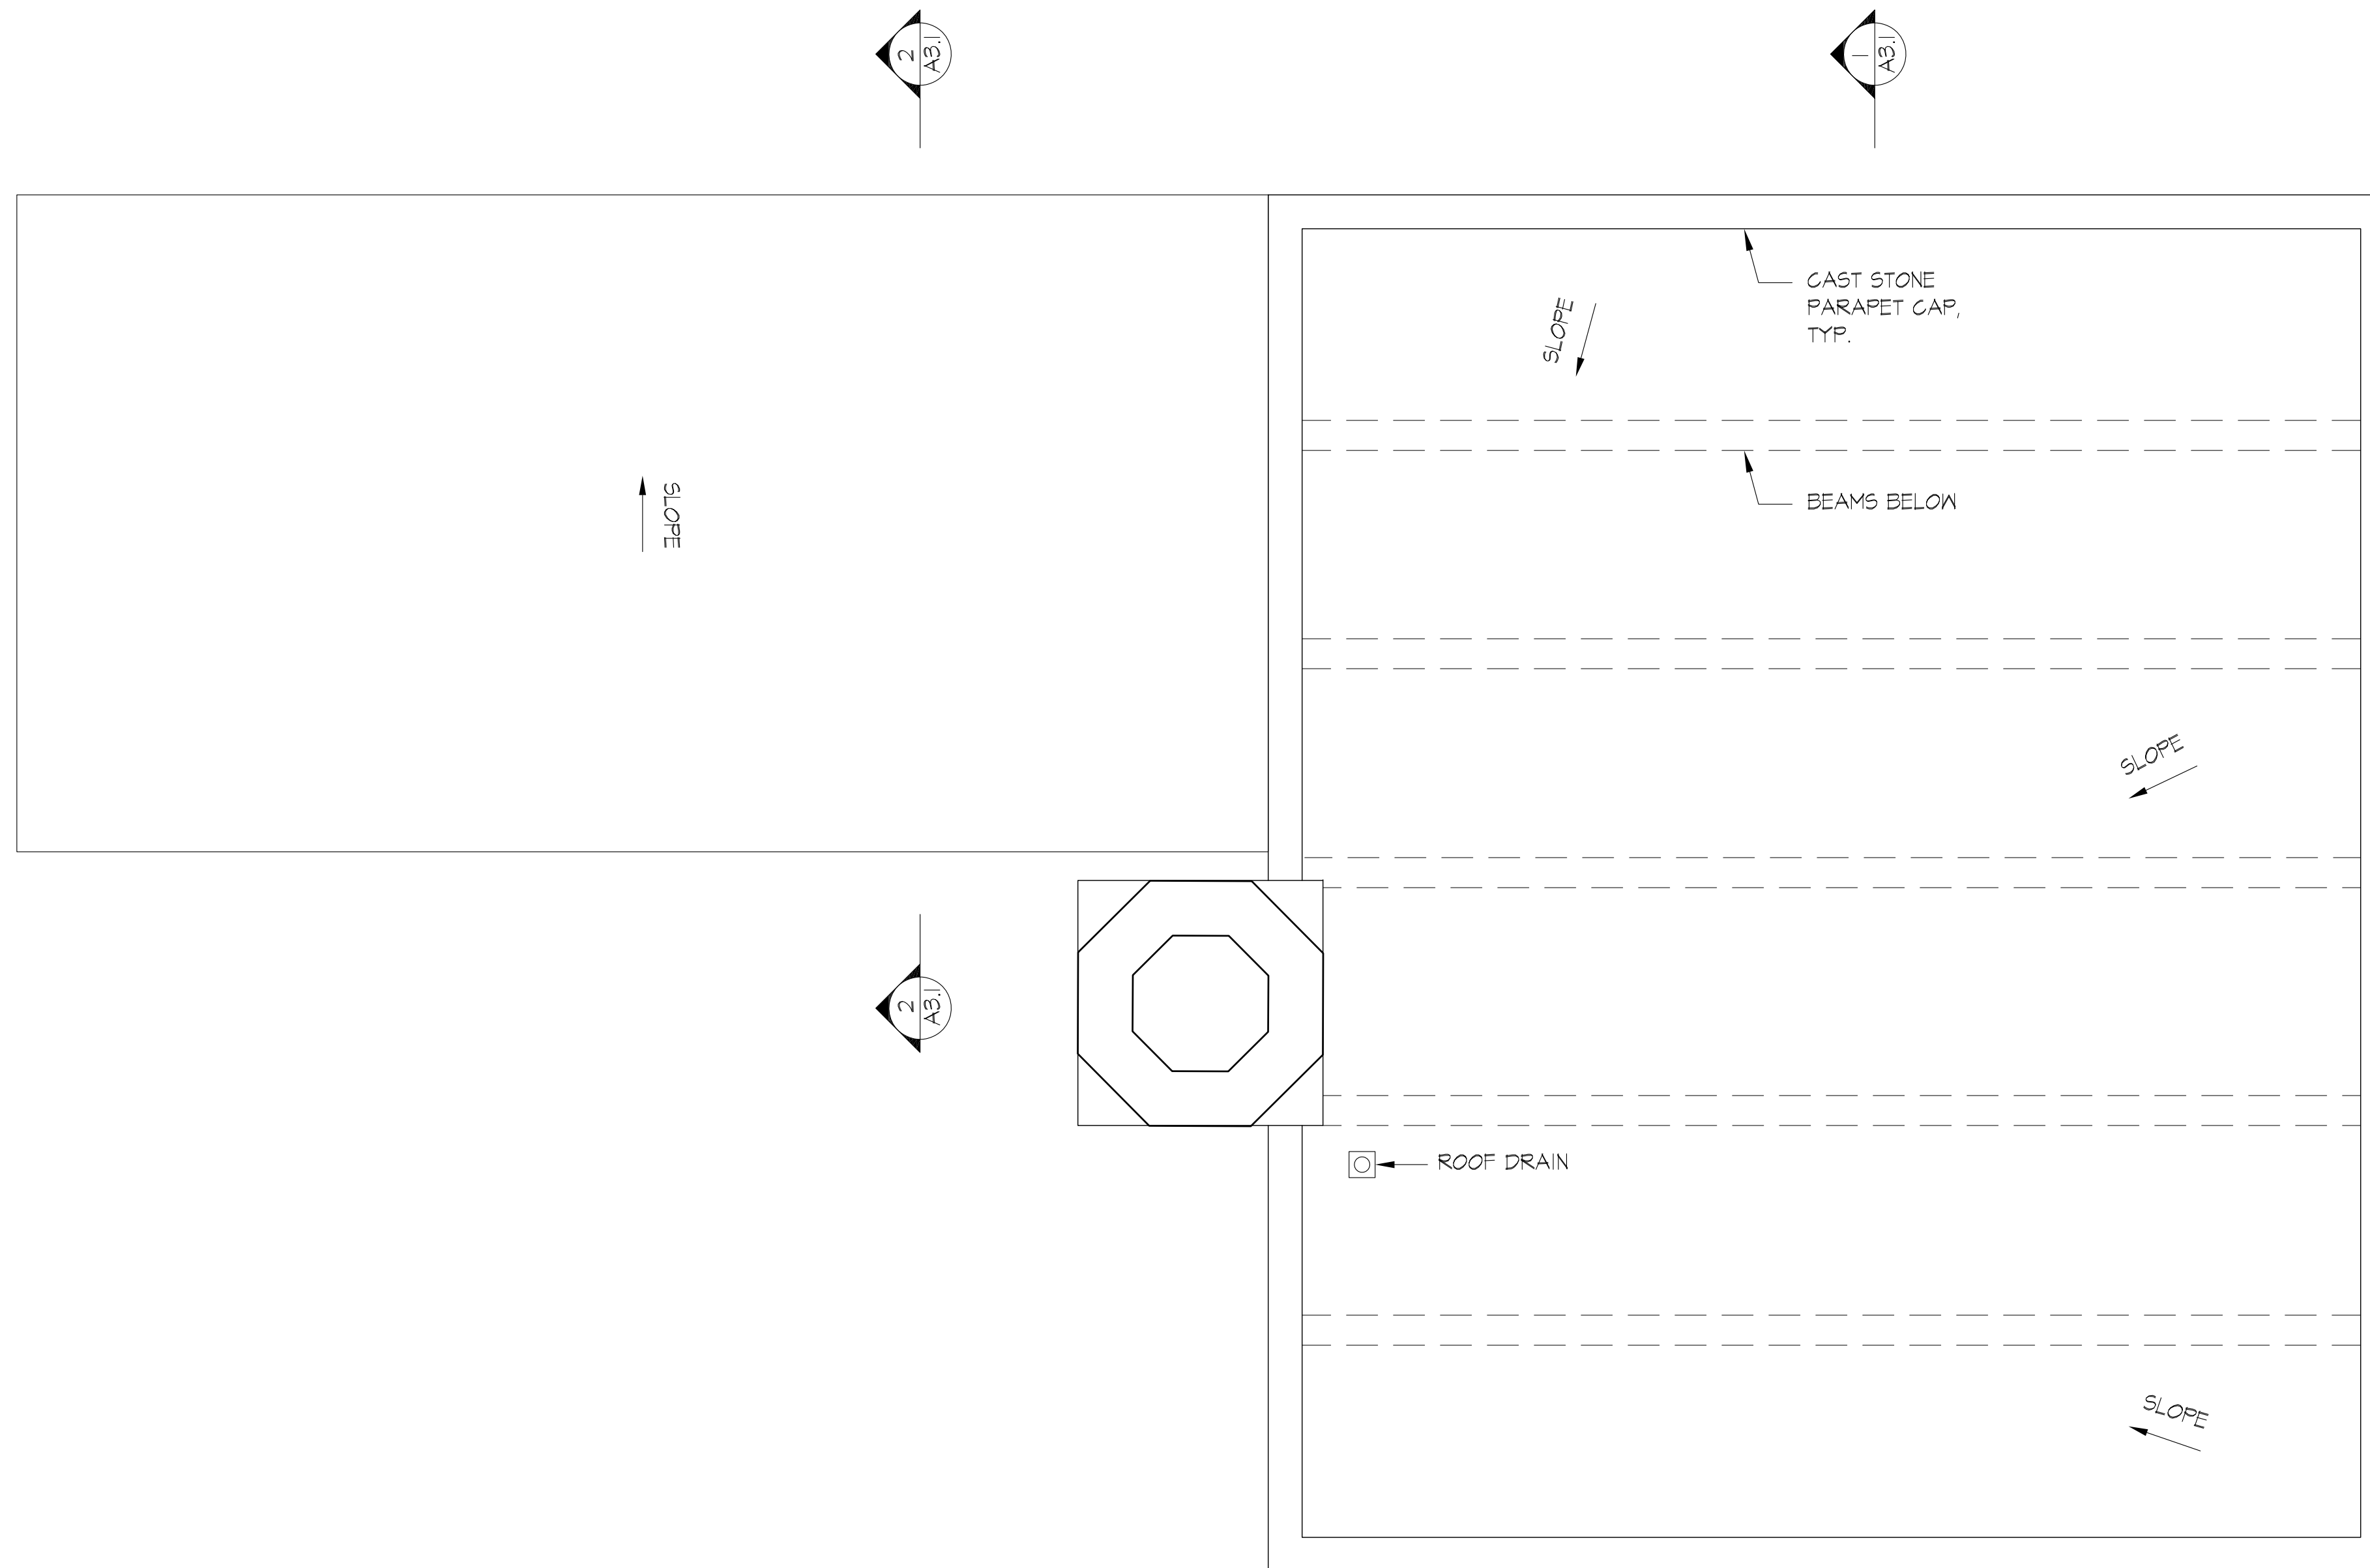 2
A3.1
1
A3.1
CAST STONE
PARAPET CAP,
TYP.
SLOPE
BEAMS BELOW
SLOPE
SLOPE
2
A3.1
ROOF DRAIN
SLOPE